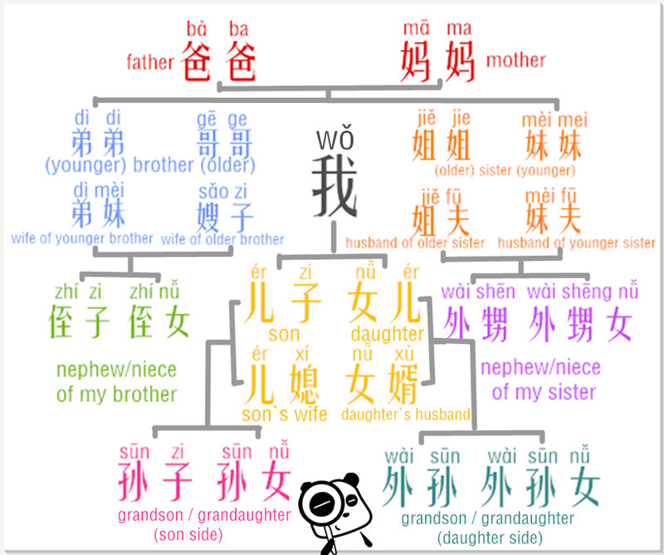 bà ba
father 爸爸
mā ma
妈妈 mother
dì di gē ge
弟弟 哥哥
(younger) brother (older)
dì mèi sǎo zi
弟妹 嫂子
wife of younger brother wife of older brother
wǒ
我
jiě jie mèi mei
姐姐 妹妹
(older) sister (younger)
jiě fū mèi fū
姐夫 妹夫
husband of older sister husband of younger sister
zhí zi zhí nǚ
侄子 侄女
nephew/niece
of my brother
ér zi nǚ ér
儿子 女儿
son daughter
ér xí nǚ xù
儿媳 女婿
son`s wife daughter`s husband
wài shēn wài shēng nǚ
外甥 外甥女
nephew/niece
of my sister
sūn zi sūn nǚ
孙子 孙女
grandson / grandaughter
(son side)
wài sūn wài sūn nǚ
外孙 外孙女
grandson / grandaughter
(daughter side)